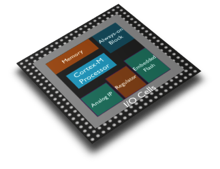 Memory
Always-on
Block
Cortex-M
Processor
Analog IP
Regulator
Embedded
Flash
I/O Cells